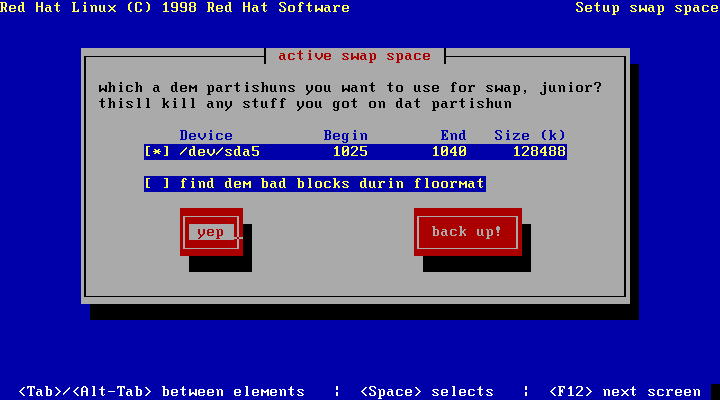 Red Hat Linux (C) 1998 Red Hat Software Setup swap space
active swap space
which a dem partishuns you want to use for swap, junior?
thisll kill any stuff you got on dat partishun
Device Begin End Size (k)
[*] /dev/sda5 1025 1040 128488
[ ] find dem bad blocks durin floormat
yep back up!
<Tab>/<Alt-Tab> between elements ¦ <Space> selects ¦ <F12> next screen